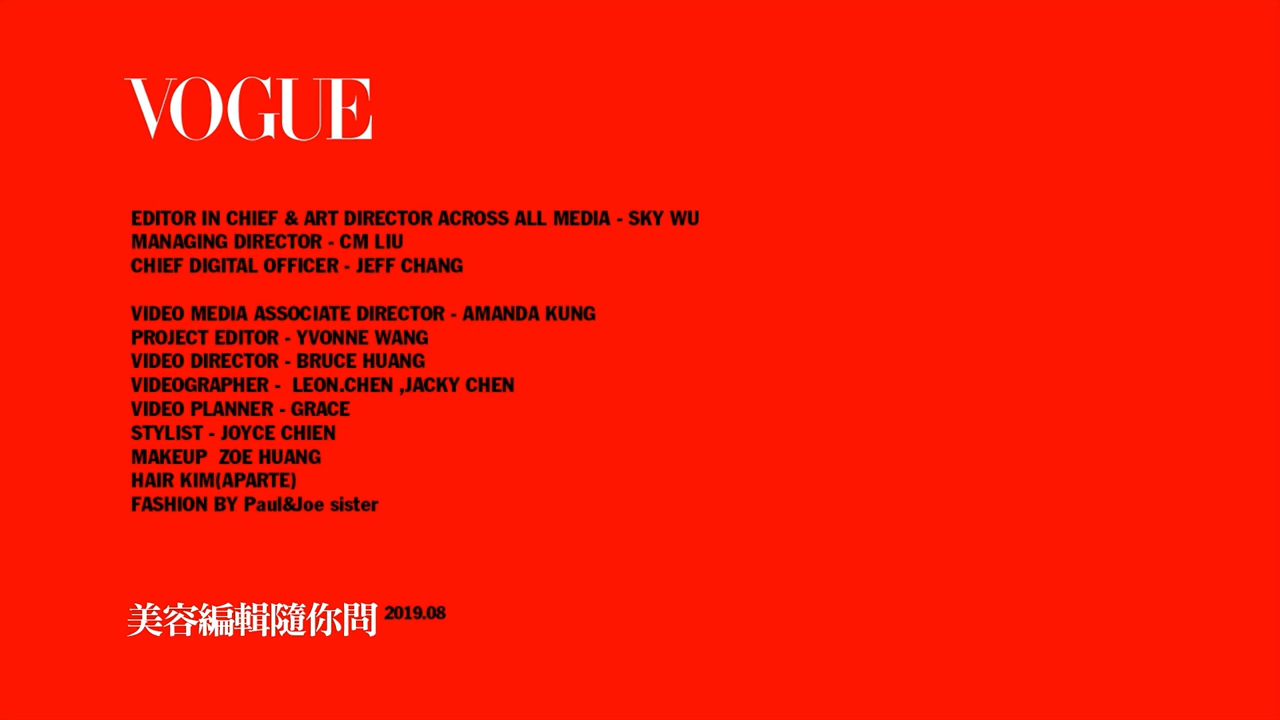 VOGUE
EDITOR IN CHIEF & ART DIRECTOR ACROSS ALL MEDIA - SKY WU
MANAGING DIRECTOR - CM LIU
CHIEF DIGITAL OFFICER - JEFF CHANG
VIDEO MEDIA ASSOCIATE DIRECTOR - AMANDA KUNG
PROJECT EDITOR - YVONNE WANG
VIDEO DIRECTOR - BRUCE HUANG
VIDEOGRAPHER -  LEON.CHEN ,JACKY CHEN
VIDEO PLANNER - GRACE
STYLIST - JOYCE CHIEN
MAKEUP  ZOE HUANG
HAIR KIM(APARTE)
FASHION BY Paul&Joe sister
美容編輯隨你問 2019.08